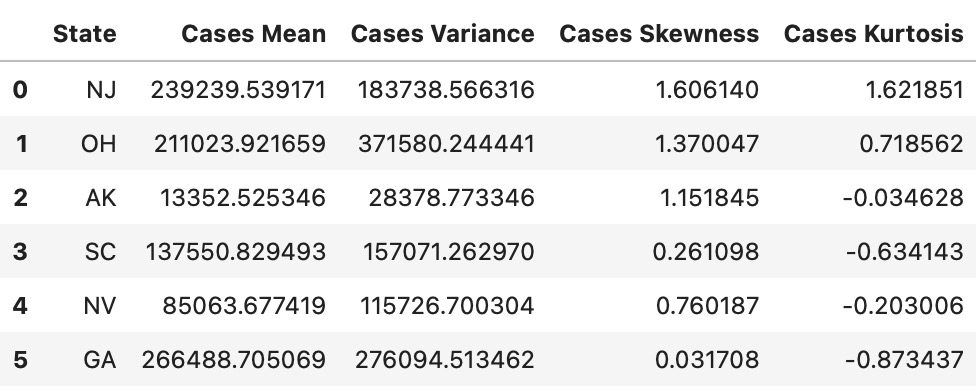 State Cases Mean Cases Variance Cases Skewness Cases Kurtosis
0 NJ 239239.539171 183738.566316 1.606140 1.621851
1 OH 211023.921659 371580.244441 1.370047 0.718562
2 AK 13352.525346 28378.773346 1.151845 -0.034628
3 SC 137550.829493 157071.262970 0.261098 -0.634143
4 NV 85063.677419 115726.700304 0.760187 -0.203006
5 GA 266488.705069 276094.513462 0.031708 -0.873437